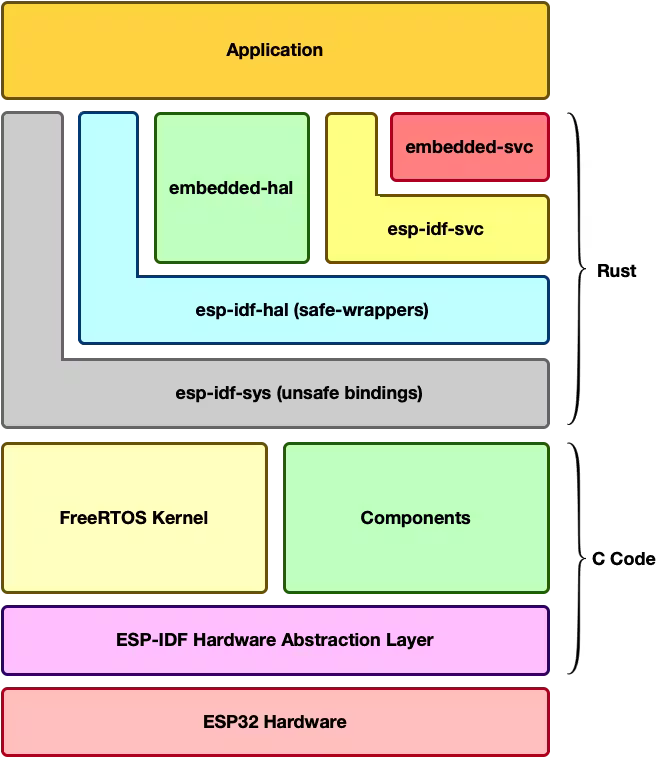 Application
embedded-svc
embedded-hal
esp-idf-svc
Rust
esp-idf-hal (safe-wrappers)
esp-idf-sys (unsafe bindings)
FreeRTOS Kernel
Components
C Code
ESP-IDF Hardware Abstraction Layer
ESP32 Hardware